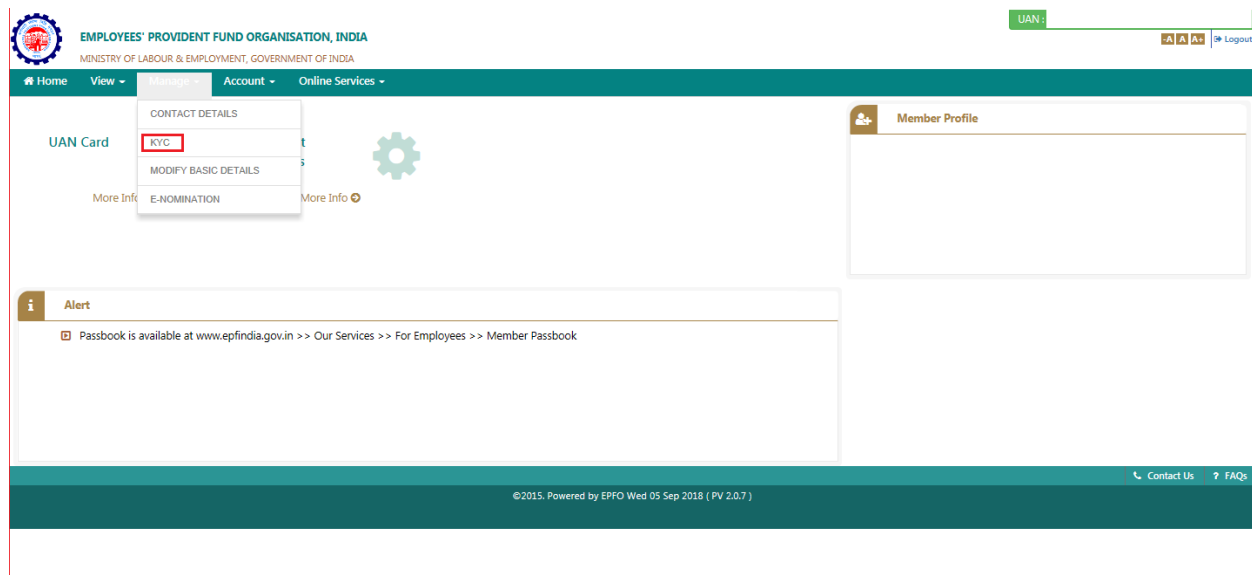 UAN :
EMPLOYEES' PROVIDENT FUND ORGANISATION, INDIA
-A A A+ Logout
MINISTRY OF LABOUR & EMPLOYMENT, GOVERNMENT OF INDIA
Home View Manage Account Online Services
CONTACT DETAILS
KYC
MODIFY BASIC DETAILS
E-NOMINATION
Member Profile
UAN Card
t
s
More Info
More Info
i Alert
Passbook is available at www.epfindia.gov.in >> Our Services >> For Employees >> Member Passbook
Contact Us ? FAQs
©2015. Powered by EPFO Wed 05 Sep 2018 ( PV 2.0.7 )